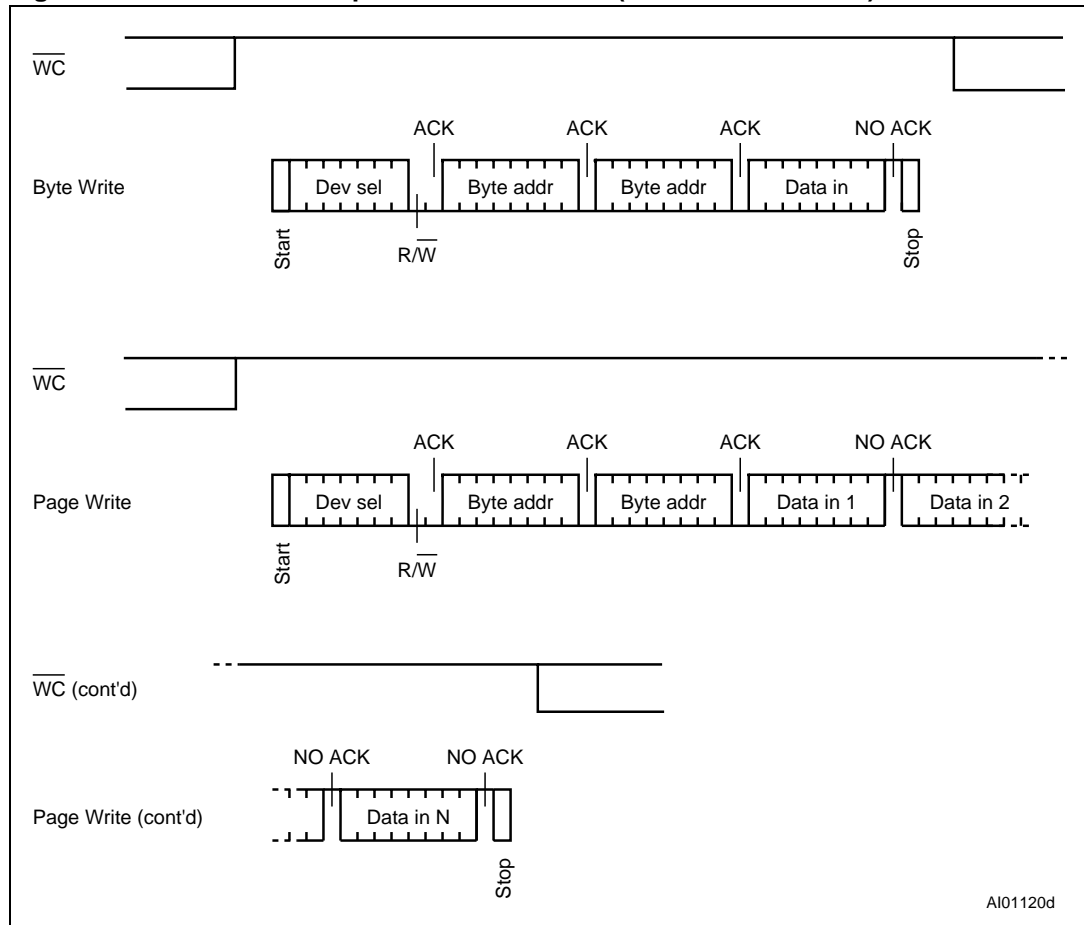 WC
ACK ACK ACK NO ACK
Byte Write Dev sel Byte addr Byte addr Data in
Start R/W Stop
WC
ACK ACK ACK NO ACK
Page Write Dev sel Byte addr Byte addr Data in 1 Data in 2
Start R/W
WC (cont'd)
NO ACK NO ACK
Page Write (cont'd) Data in N
Stop
AI01120d